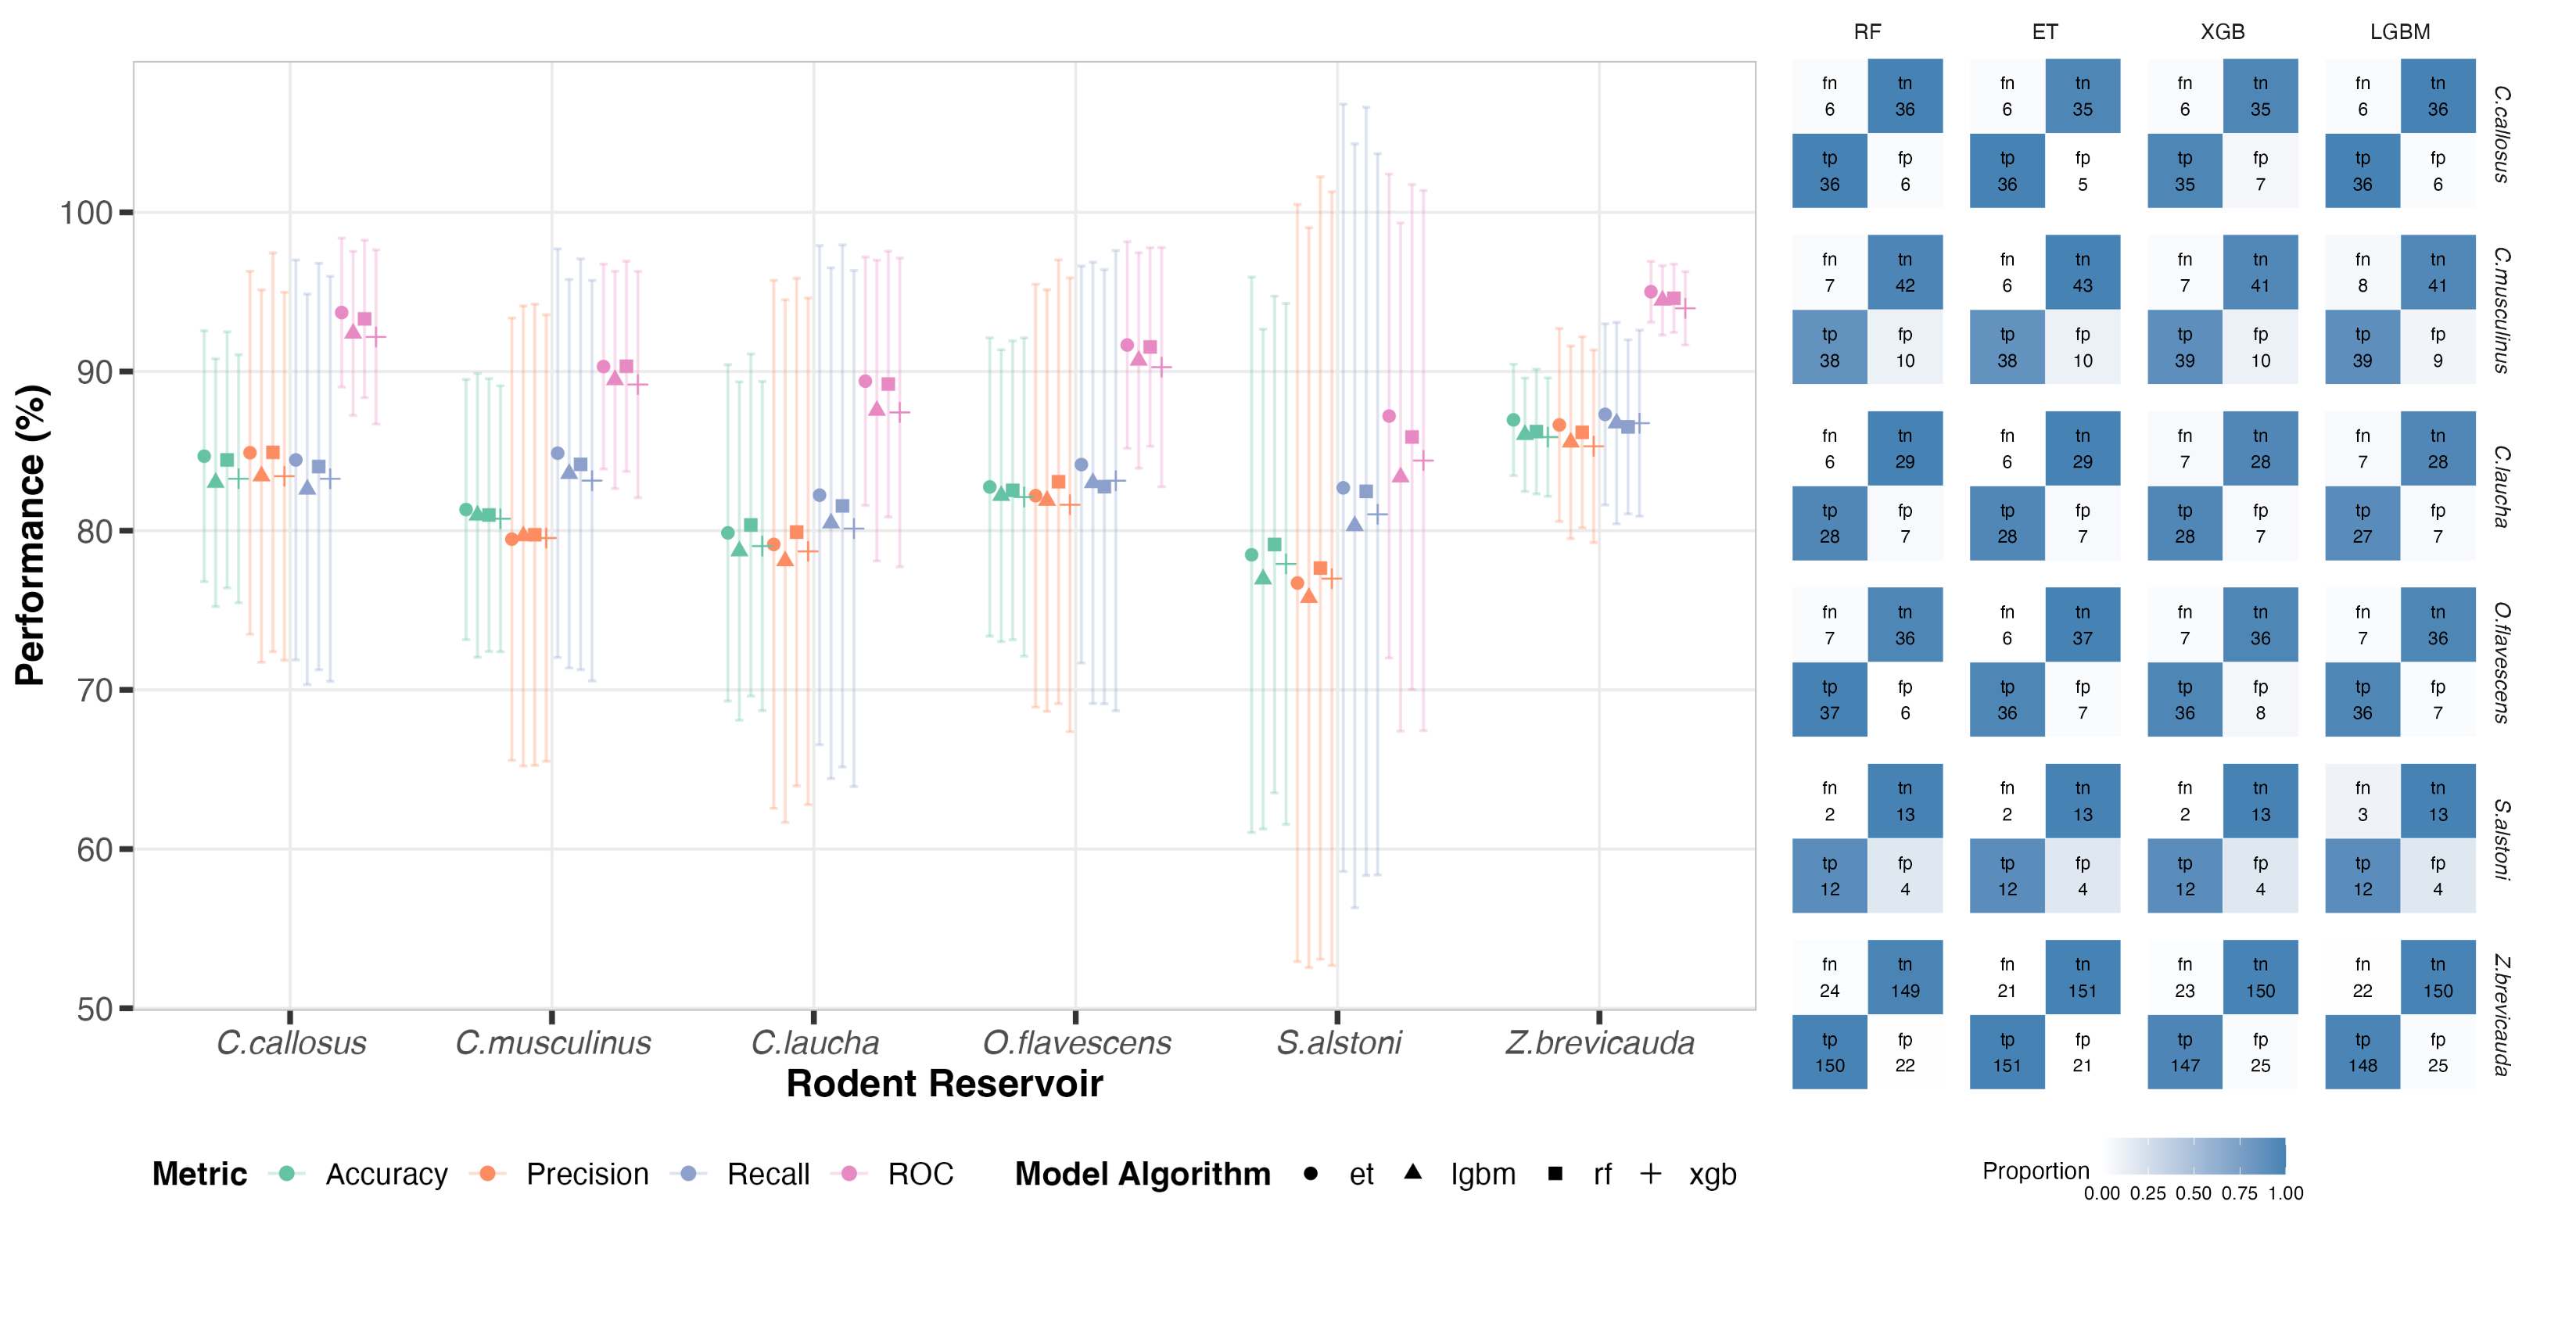 RF ET XGB LGBM
Performance (%)
100
90
80
70
60
50
C.callosus C.musculinus C.laucha O.flavescens S.alstoni Z.brevicauda
Rodent Reservoir
Metric Accuracy Precision Recall ROC Model Algorithm et lgbm rf xgb
fn tn fn tn fn tn fn tn
6 36 6 35 6 35 6 36
tp fp tp fp tp fp tp fp
36 6 36 5 35 7 36 6
C.callosus
fn tn fn tn fn tn fn tn
7 42 6 43 7 41 8 41
tp fp tp fp tp fp tp fp
38 10 38 10 39 10 39 9
C.musculinus
fn tn fn tn fn tn fn tn
6 29 6 29 7 28 7 28
tp fp tp fp tp fp tp fp
28 7 28 7 28 7 27 7
C.laucha
fn tn fn tn fn tn fn tn
7 36 6 37 7 36 7 36
tp fp tp fp tp fp tp fp
37 6 36 7 36 8 36 7
O.flavescens
fn tn fn tn fn tn fn tn
2 13 2 13 2 13 3 13
tp fp tp fp tp fp tp fp
12 4 12 4 12 4 12 4
S.alstoni
fn tn fn tn fn tn fn tn
24 149 21 151 23 150 22 150
tp fp tp fp tp fp tp fp
150 22 151 21 147 25 148 25
Z.brevicauda
Proportion
0.00 0.25 0.50 0.75 1.00